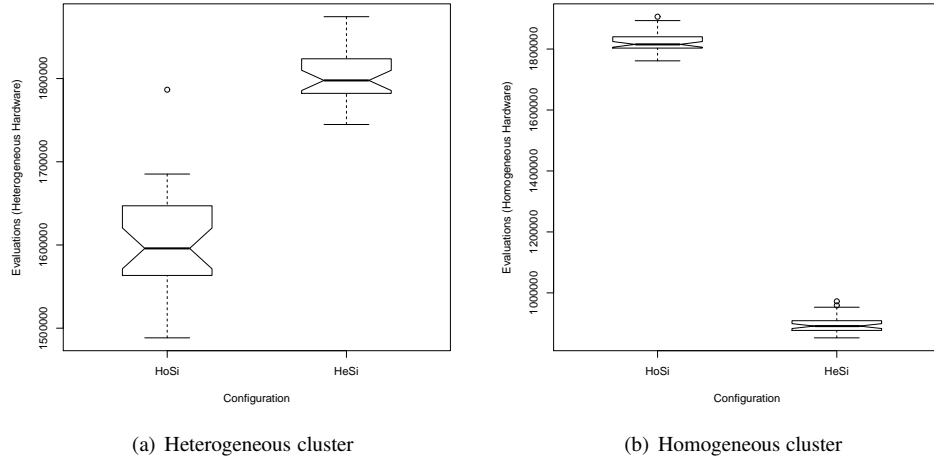 Evaluations (Heterogeneous Hardware)
1800000
1700000
1600000
1500000
HoSi
HeSi
Configuration
(a) Heterogeneous cluster
Evaluations (Homogeneous Hardware)
1800000
1600000
1400000
1200000
1000000
HoSi
HeSi
Configuration
(b) Homogeneous cluster